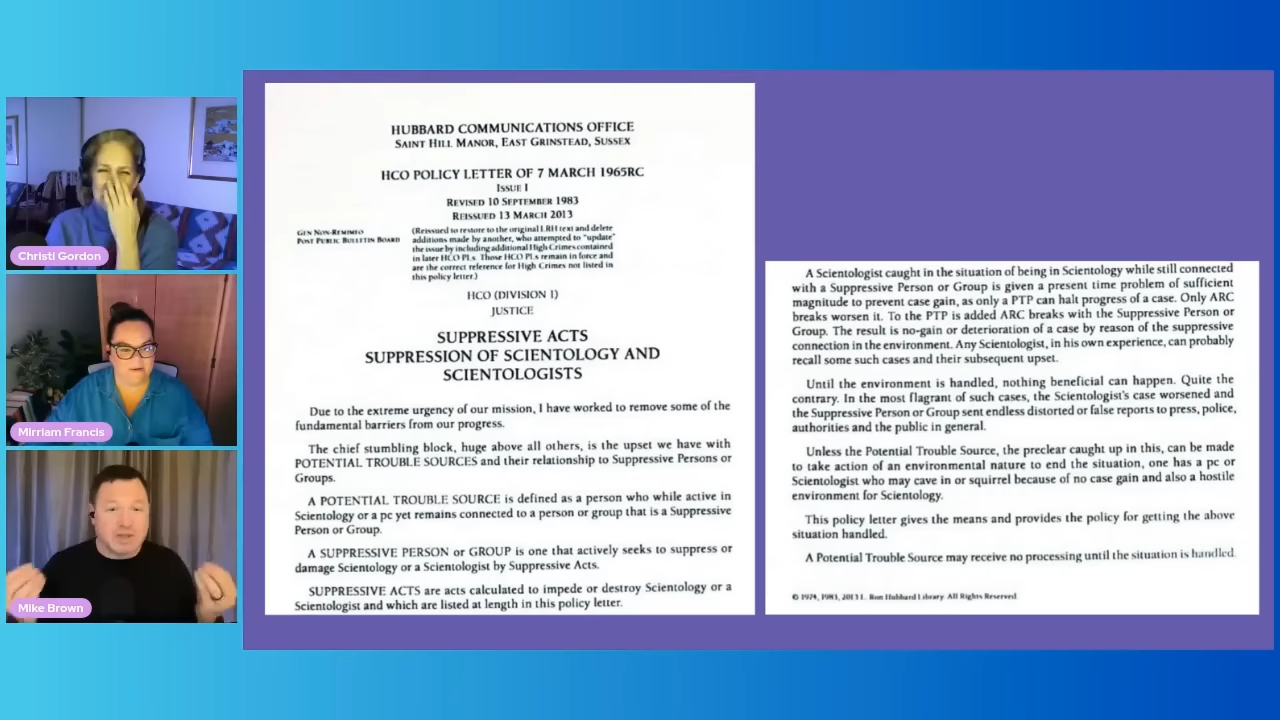 Christi Gordon
Mirriam Francis
Mike Brown
HUBBARD COMMUNICATIONS OFFICE
SAINT HILL MANOR, EAST GRINSTEAD, SUSSEX
HCO POLICY LETTER OF 7 MARCH 1965RC
ISSUE I
REVISED 10 SEPTEMBER 1983
REISSUED 13 MARCH 2013
GEN NON-REMIMEO
POST PUBLIC BULLETIN BOARD
(Reissued to restore to the original LRH text and delete
additions made by another, who attempted to "update"
the issue by including additional High Crimes contained
in later HCO PLs. Those HCO PLs remain in force and
are the correct reference for High Crimes not listed in
this policy letter.)
HCO (DIVISION 1)
JUSTICE
SUPPRESSIVE ACTS
SUPPRESSION OF SCIENTOLOGY AND
SCIENTOLOGISTS
Due to the extreme urgency of our mission, I have worked to remove some of the
fundamental barriers from our progress.
The chief stumbling block, huge above all others, is the upset we have with
POTENTIAL TROUBLE SOURCES and their relationship to Suppressive Persons or
Groups.
A POTENTIAL TROUBLE SOURCE is defined as a person who while active in
Scientology or a pc yet remains connected to a person or group that is a Suppressive
Person or Group.
A SUPPRESSIVE PERSON or GROUP is one that actively seeks to suppress or
damage Scientology or a Scientologist by Suppressive Acts.
SUPPRESSIVE ACTS are acts calculated to impede or destroy Scientology or a
Scientologist and which are listed at length in this policy letter.
A Scientologist caught in the situation of being in Scientology while still connected
with a Suppressive Person or Group is given a present time problem of sufficient
magnitude to prevent case gain, as only a PTP can halt progress of a case. Only ARC
breaks worsen it. To the PTP is added ARC breaks with the Suppressive Person or
Group. The result is no-gain or deterioration of a case by reason of the suppressive
connection in the environment. Any Scientologist, in his own experience, can probably
recall some such cases and their subsequent upset.
Until the environment is handled, nothing beneficial can happen. Quite the
contrary. In the most flagrant of such cases, the Scientologist's case worsened and
the Suppressive Person or Group sent endless distorted or false reports to press, police,
authorities and the public in general.
Unless the Potential Trouble Source, the preclear caught up in this, can be made
to take action of an environmental nature to end the situation, one has a pc or
Scientologist who may cave in or squirrel because of no case gain and also a hostile
environment for Scientology.
This policy letter gives the means and provides the policy for getting the above
situation handled.
A Potential Trouble Source may receive no processing until the situation is handled.
© 1974, 1983, 2013 L. Ron Hubbard Library. All Rights Reserved.